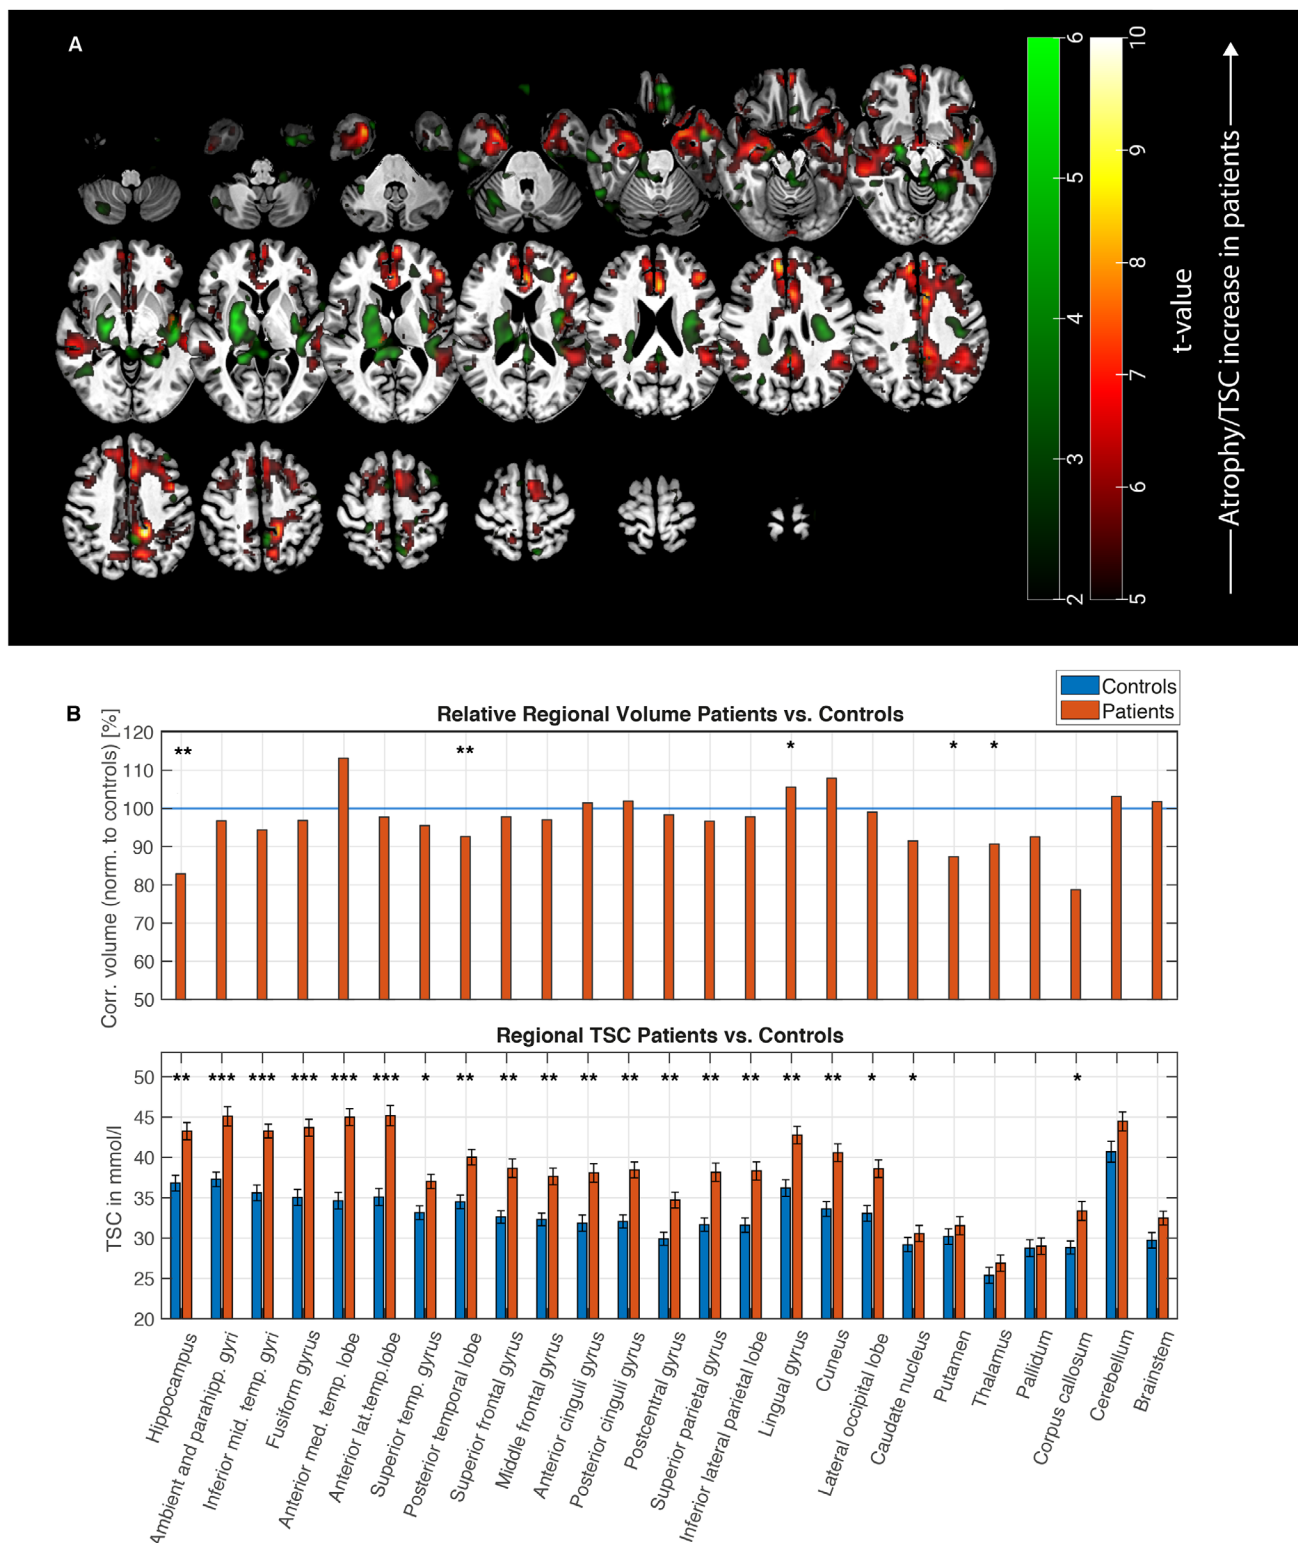 A
6
5
4
3
2
10
9
8
7
6
5
t-value
Atrophy/TSC increase in patients
Controls
Patients
B
Relative Regional Volume Patients vs. Controls
Corr. volume (norm. to controls) [%]
120
110
100
90
80
70
60
50
** ** * * *
Regional TSC Patients vs. Controls
TSC in mmol/l
50
45
40
35
30
25
20
** *** *** *** *** *** * ** ** ** ** ** ** ** ** ** ** * * *
Hippocampus
Ambient and parahipp. gyri
Inferior mid. temp. gyri
Fusiform gyrus
Anterior med. temp. lobe
Anterior lat.temp.lobe
Superior temp. gyrus
Posterior temporal lobe
Superior frontal gyrus
Middle frontal gyrus
Anterior cinguli gyrus
Posterior cinguli gyrus
Postcentral gyrus
Superior parietal gyrus
Inferior lateral parietal lobe
Lingual gyrus
Cuneus
Lateral occipital lobe
Caudate nucleus
Putamen
Thalamus
Pallidum
Corpus callosum
Cerebellum
Brainstem